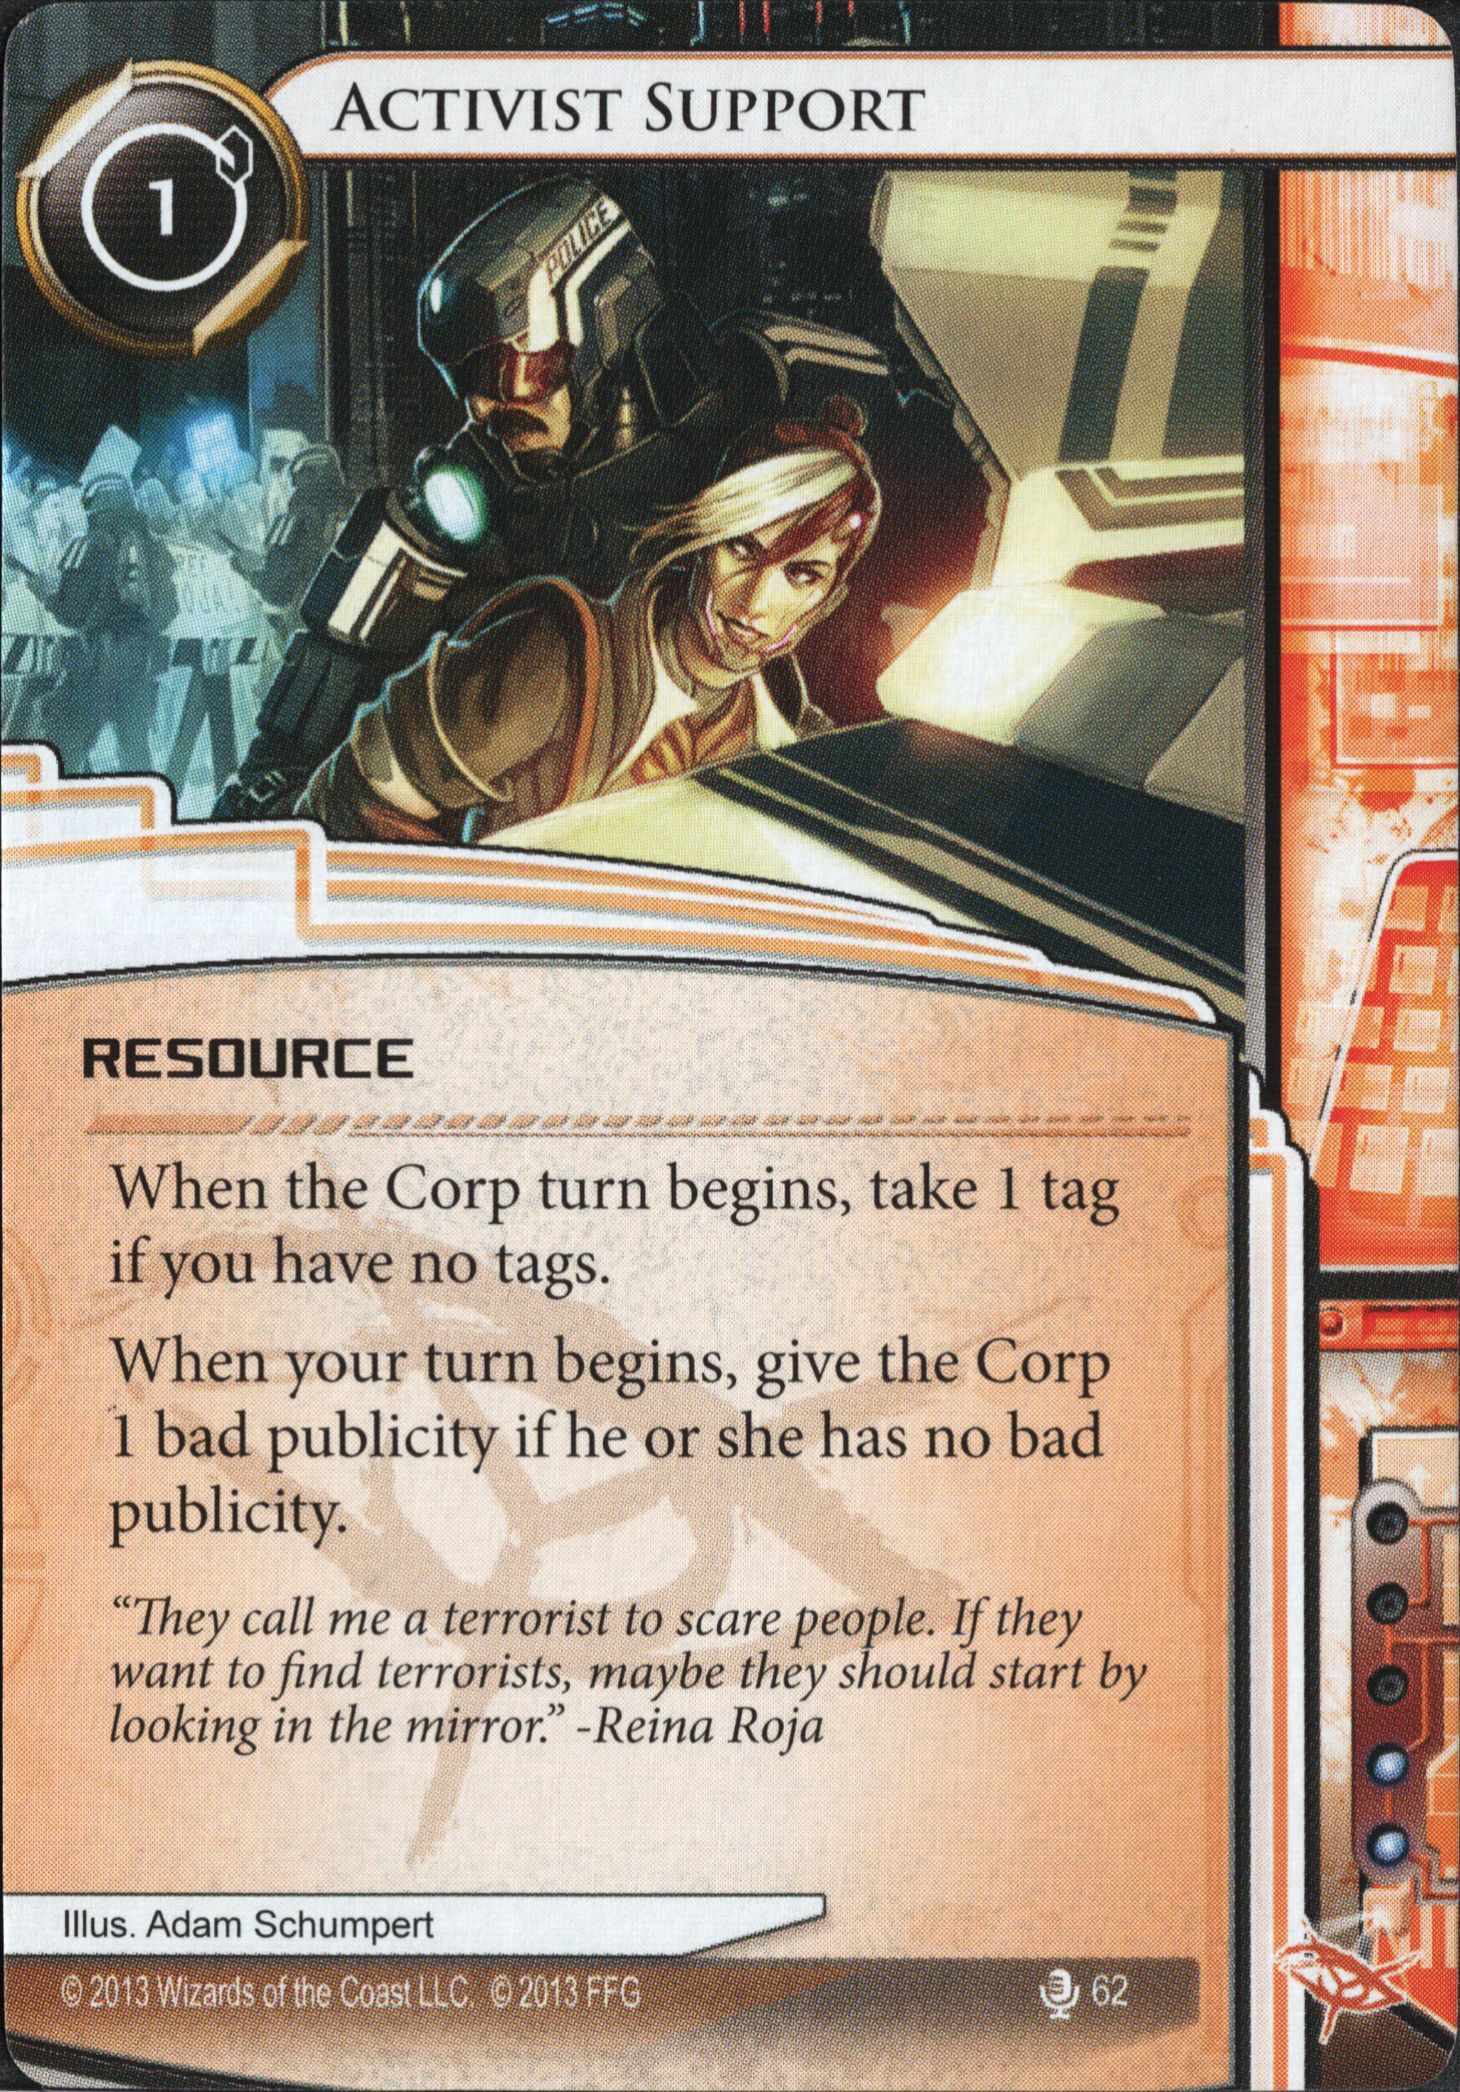 ACTIVIST SUPPORT
1
POLICE
RESOURCE
When the Corp turn begins, take 1 tag
if you have no tags.
When your turn begins, give the Corp
1 bad publicity if he or she has no bad
publicity.
“They call me a terrorist to scare people. If they
want to find terrorists, maybe they should start by
looking in the mirror.” -Reina Roja
Illus. Adam Schumpert
© 2013 Wizards of the Coast LLC. © 2013 FFG
62